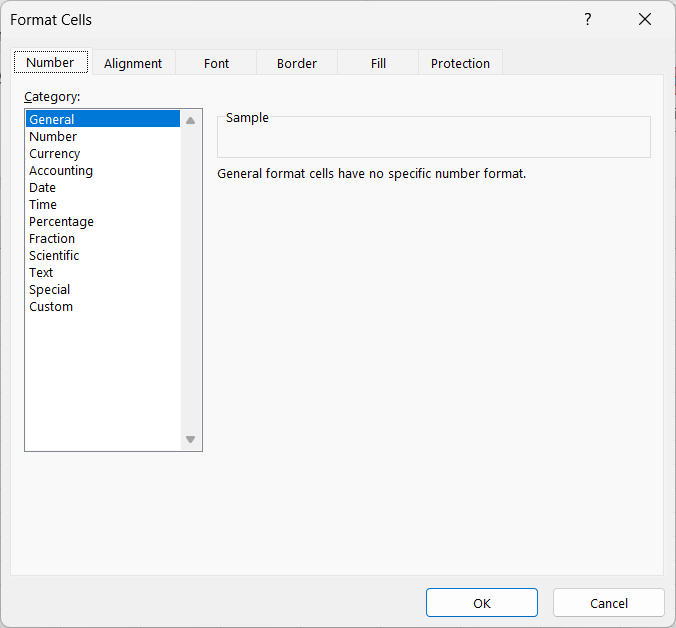 Format Cells
?
Number Alignment Font Border Fill Protection
Category:
General
Number
Currency
Accounting
Date
Time
Percentage
Fraction
Scientific
Text
Special
Custom
Sample
General format cells have no specific number format.
OK Cancel